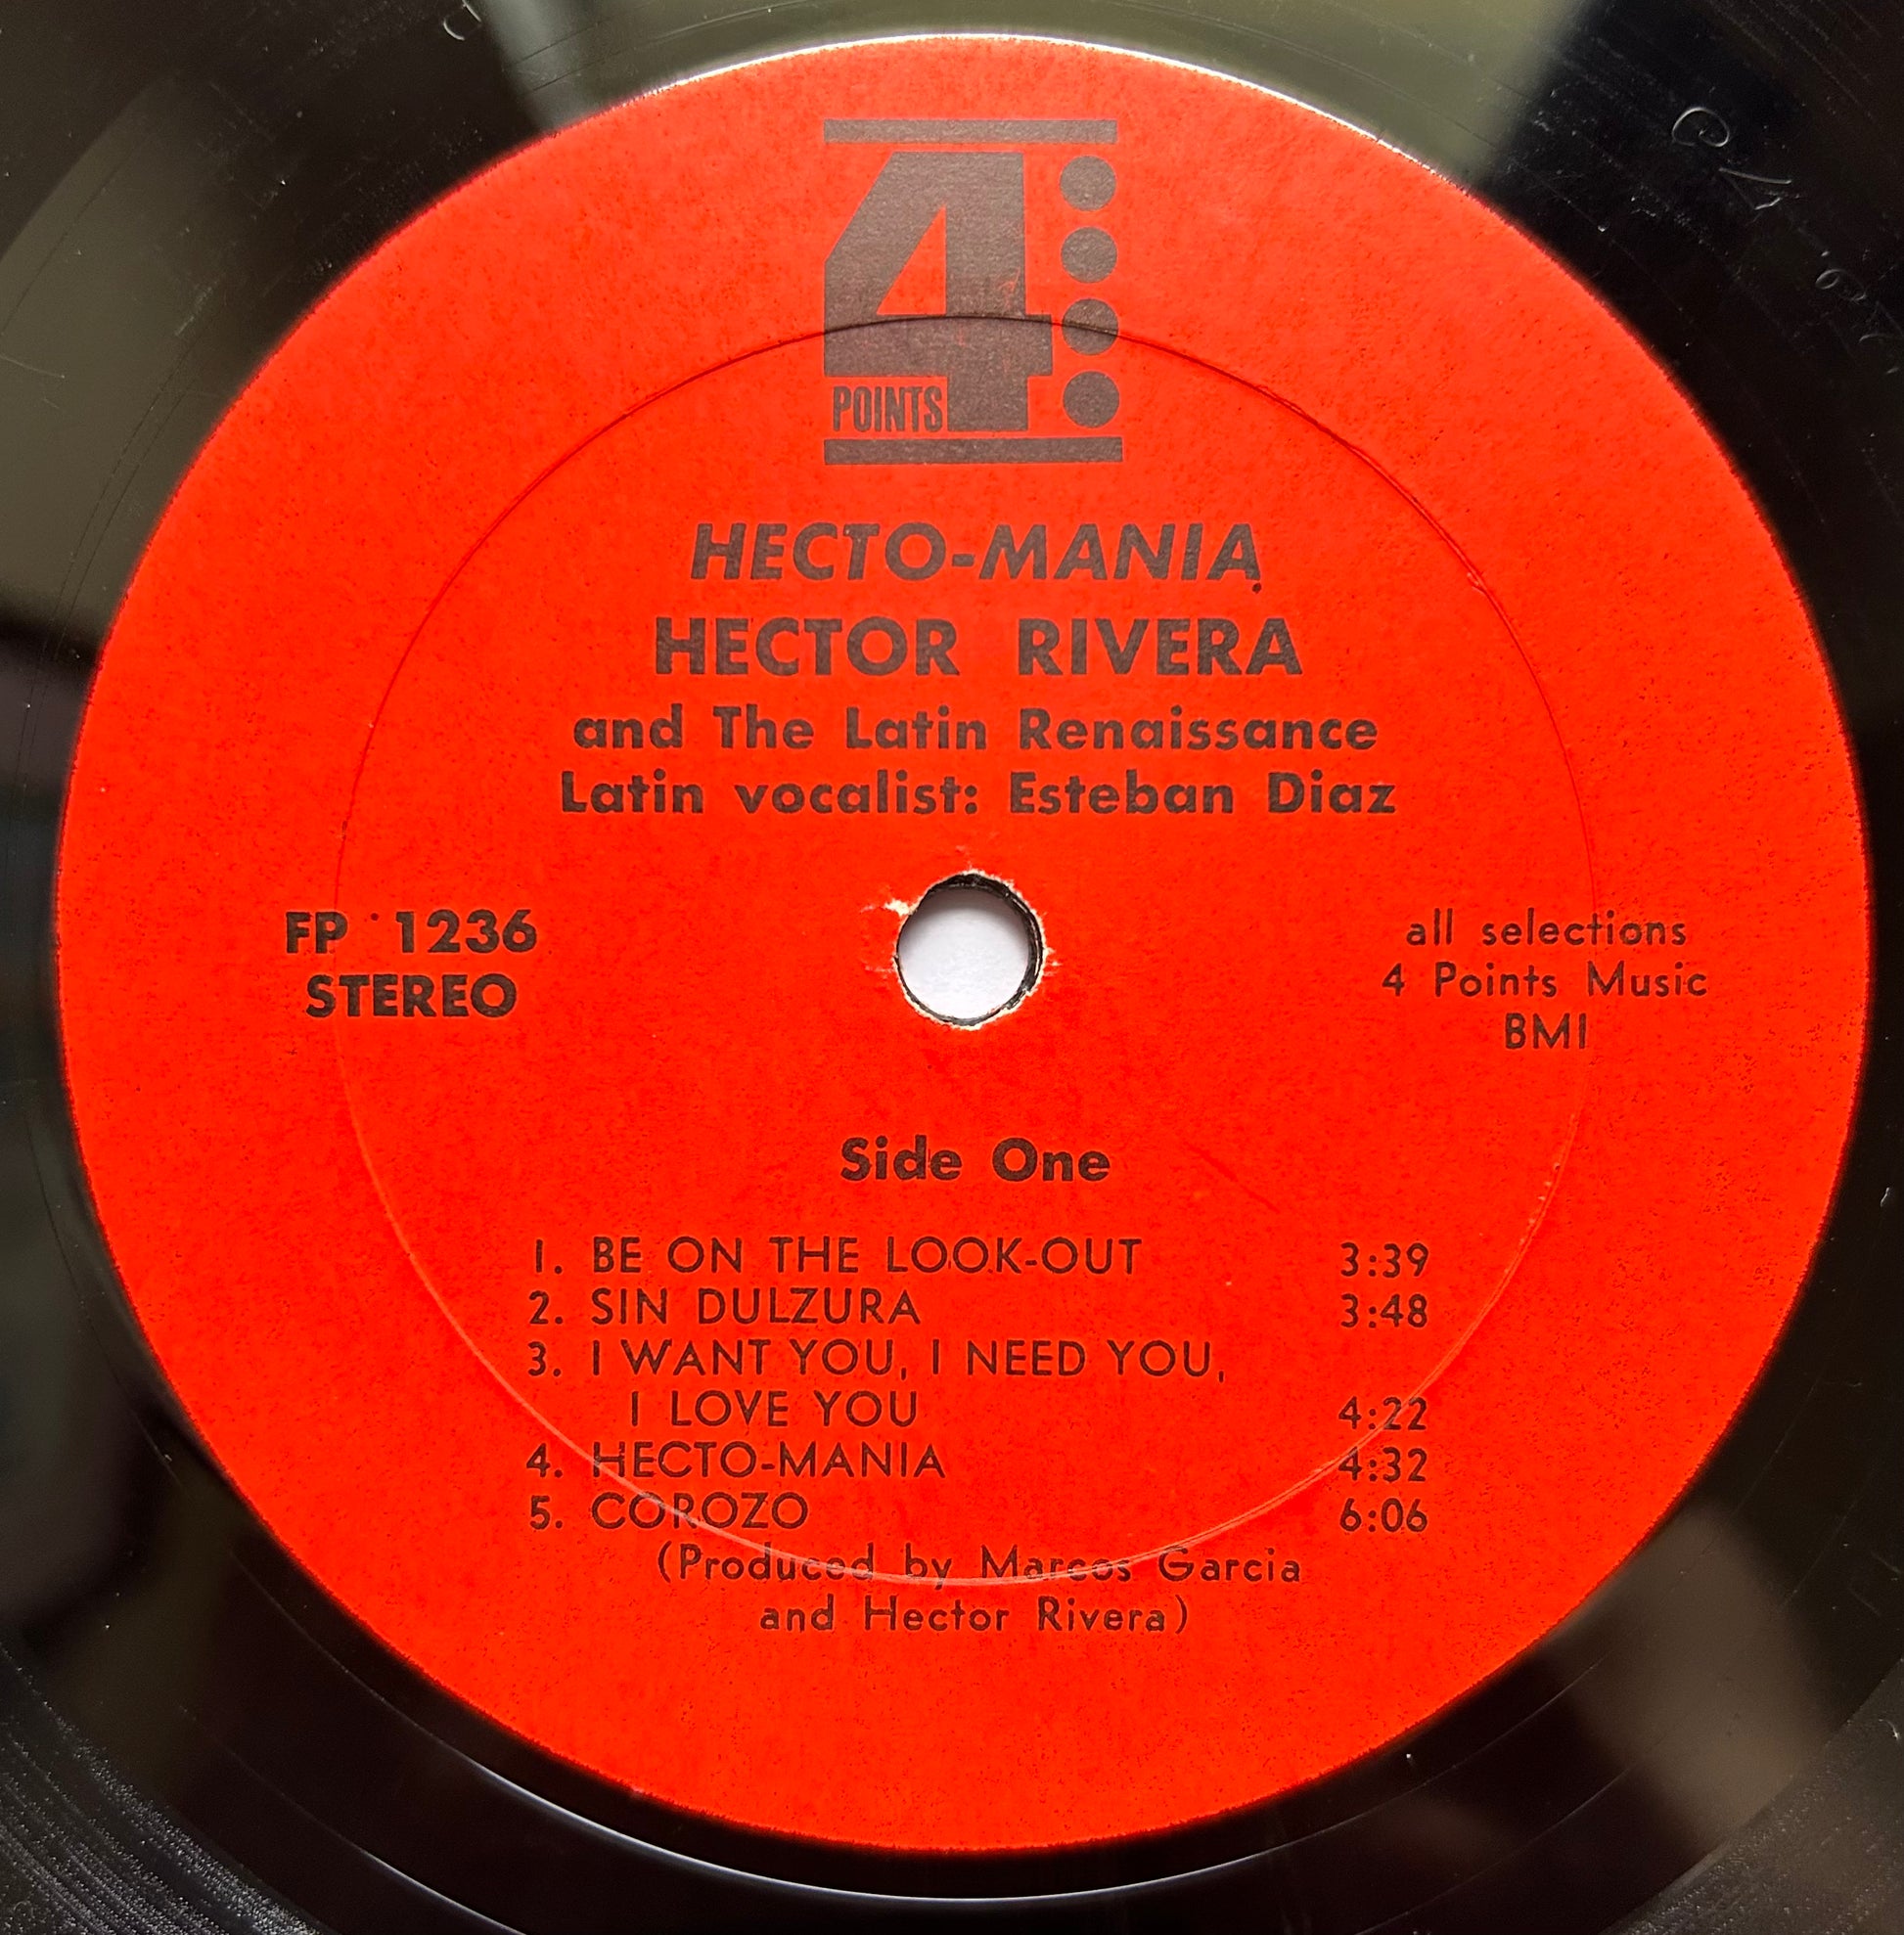 4
POINTS
HECTO-MANIA
HECTOR RIVERA
and The Latin Renaissance
Latin vocalist: Esteban Diaz
FP 1236
STEREO
all selections
4 Points Music
BMI
Side One
1. BE ON THE LOOK-OUT 3:39
2. SIN DULZURA 3:48
3. I WANT YOU, I NEED YOU,
I LOVE YOU 4:22
4. HECTO-MANIA 4:32
5. COROZO 6:06
(Produced by Marcos Garcia
and Hector Rivera)